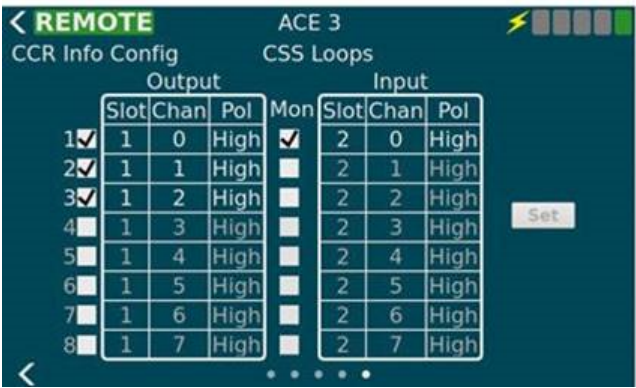 REMOTE ACE 3
CCR Info Config CSS Loops
Output Input
Slot Chan Pol Mon Slot Chan Pol
1 1 0 High 2 0 High
2 1 1 High 2 1 High
3 1 2 High 2 2 High
4 1 3 High 2 3 High
5 1 4 High 2 4 High
6 1 5 High 2 5 High
7 1 6 High 2 6 High
8 1 7 High 2 7 High
Set